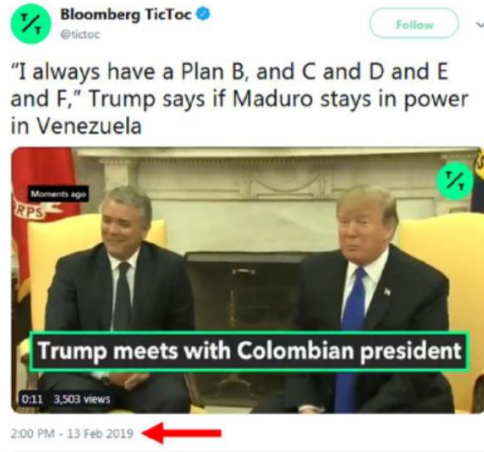 Bloomberg TicToc
@tictoc
Follow
“I always have a Plan B, and C and D and E
and F,” Trump says if Maduro stays in power
in Venezuela
Moments ago
RPS
Trump meets with Colombian president
0:11 3,503 views
2:00 PM - 13 Feb 2019